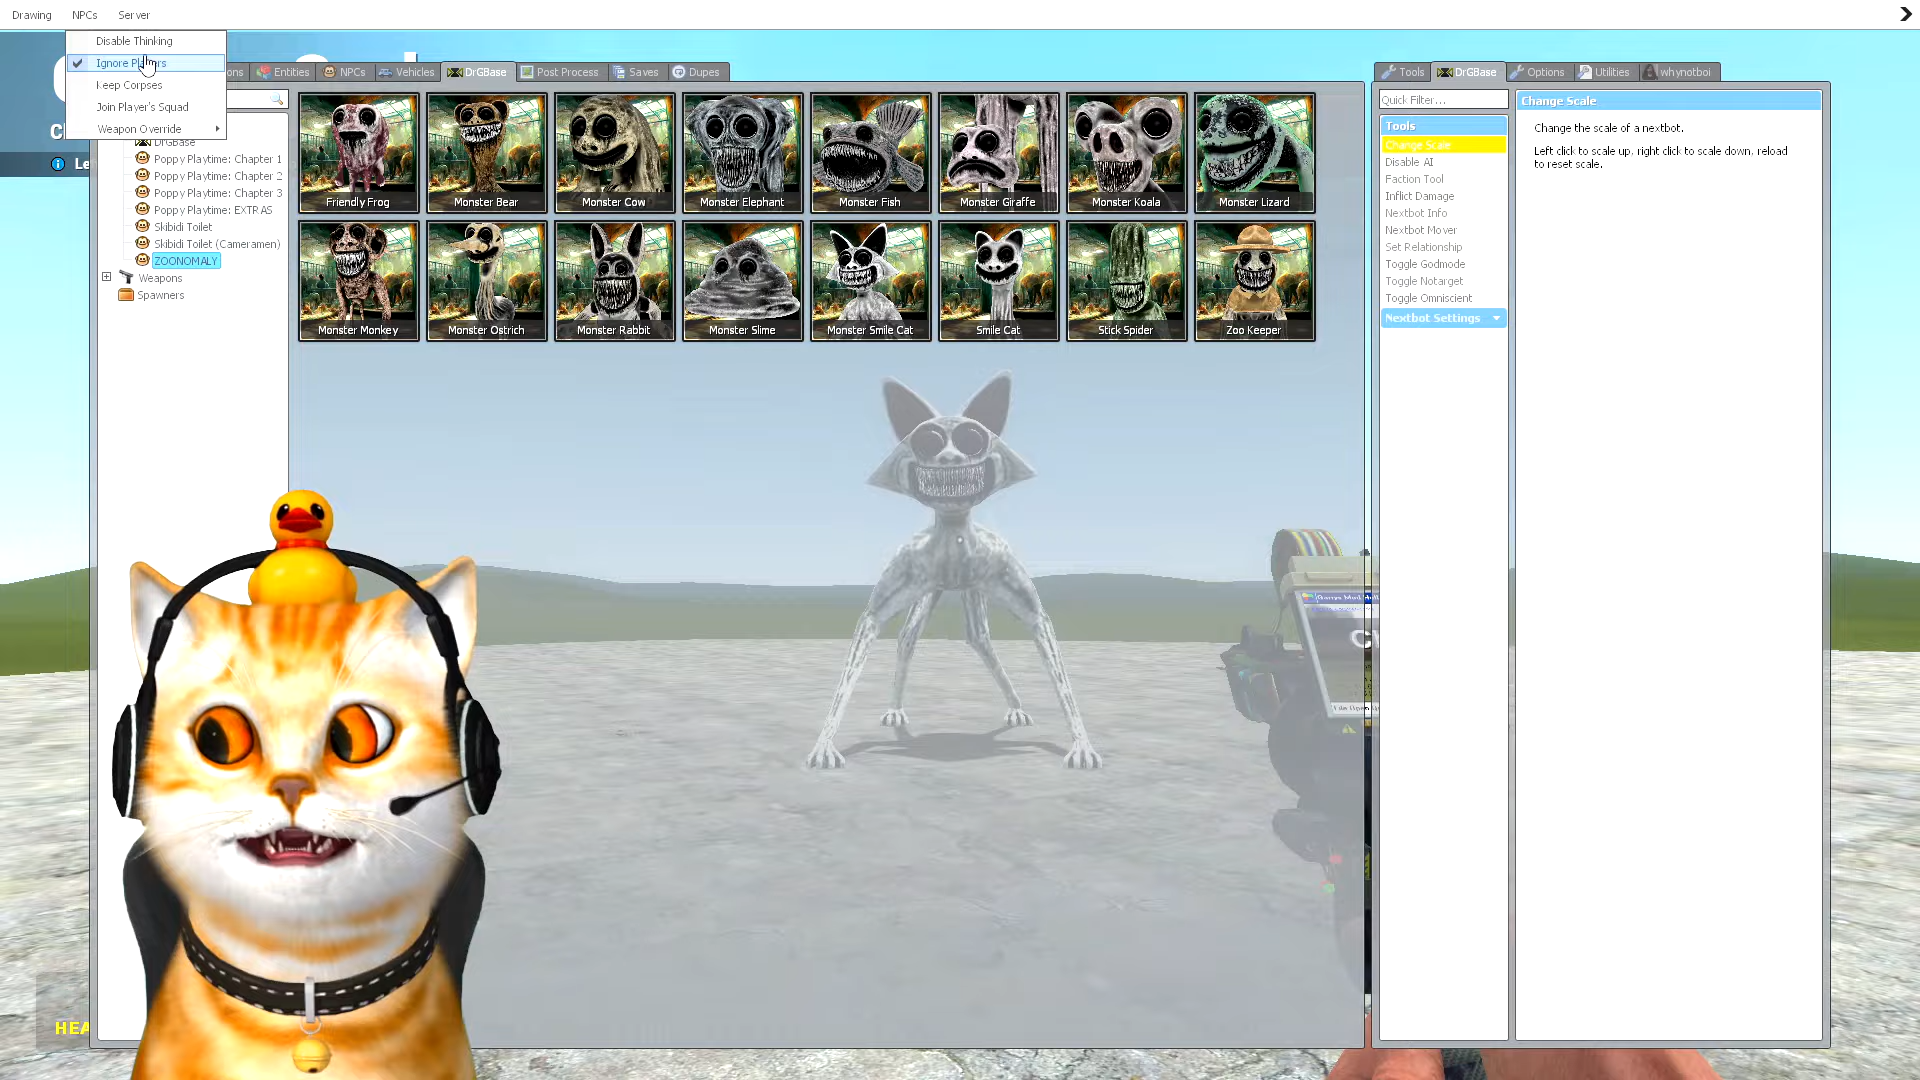 Drawing NPCs Server
Disable Thinking
Ignore Players
Keep Corpses
Join Player's Squad
Weapon Override
Entities NPCs Vehicles DrGBase Post Process Saves Dupes
DrGBase
Poppy Playtime: Chapter 1
Poppy Playtime: Chapter 2
Poppy Playtime: Chapter 3
Poppy Playtime: EXTRAS
Skibidi Toilet
Skibidi Toilet (Cameramen)
ZOONOMALY
Weapons
Spawners
Friendly Frog Monster Bear Monster Cow Monster Elephant Monster Fish Monster Giraffe Monster Koala Monster Lizard
Monster Monkey Monster Ostrich Monster Rabbit Monster Slime Monster Smile Cat Smile Cat Stick Spider Zoo Keeper
Tools DrGBase Options Utilities whynotboi
Quick Filter...
Tools
Change Scale
Disable AI
Faction Tool
Inflict Damage
Nextbot Info
Nextbot Mover
Set Relationship
Toggle Godmode
Toggle Notarget
Toggle Omniscient
Nextbot Settings
Change Scale
Change the scale of a nextbot.
Left click to scale up, right click to scale down, reload
to reset scale.